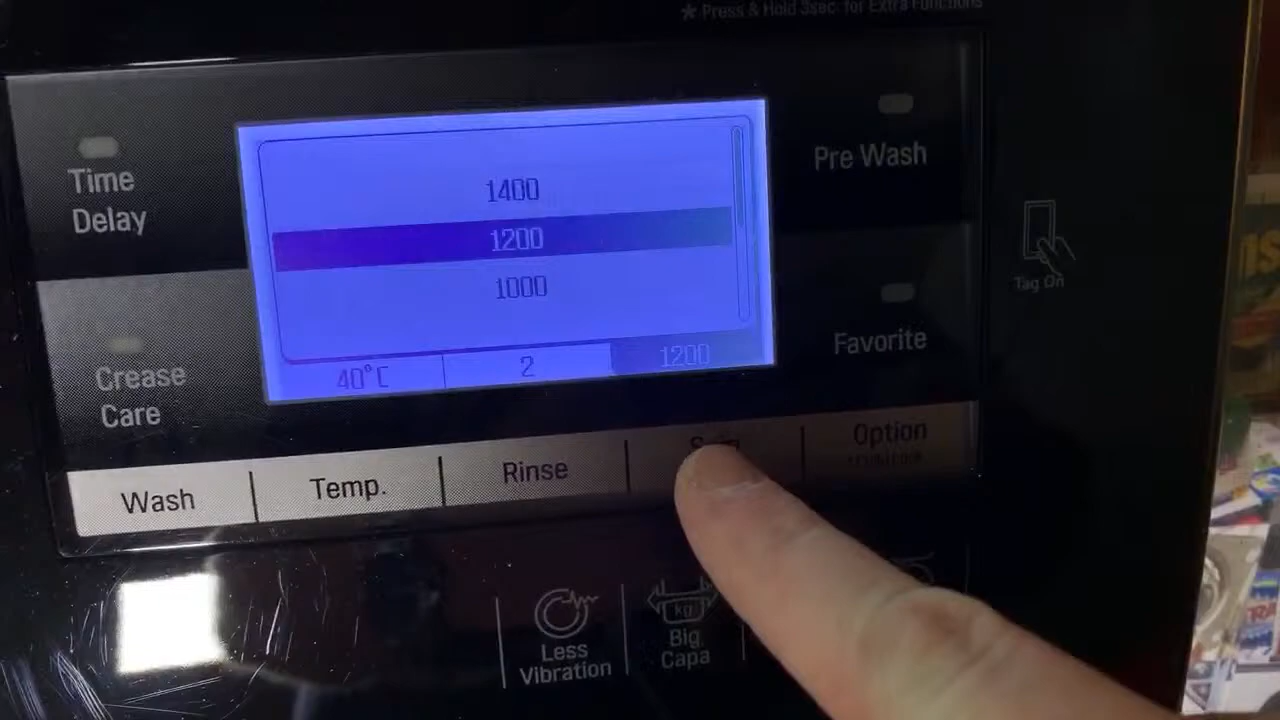 ★ Press & Hold 3sec. for Extra Functions
Time
Delay
1400
1200
1000
40°C
2
1200
Pre Wash
Tag On
Favorite
Crease
Care
Wash
Temp.
Rinse
Option
Less
Vibration
kg
Big
Capa